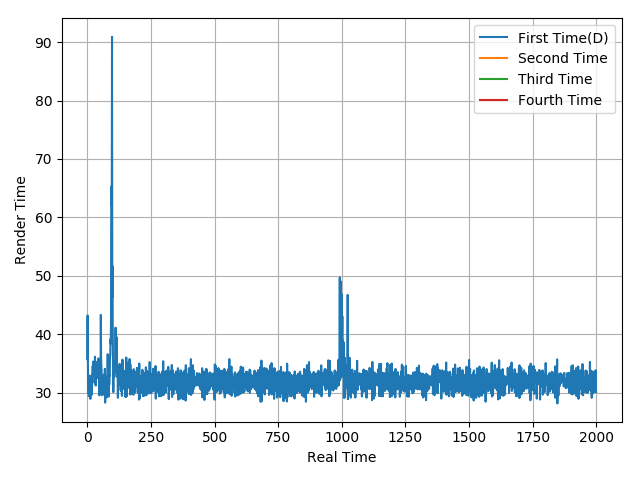 First Time(D)
Second Time
Third Time
Fourth Time
Render Time
90
80
70
60
50
40
30
0 250 500 750 1000 1250 1500 1750 2000
Real Time